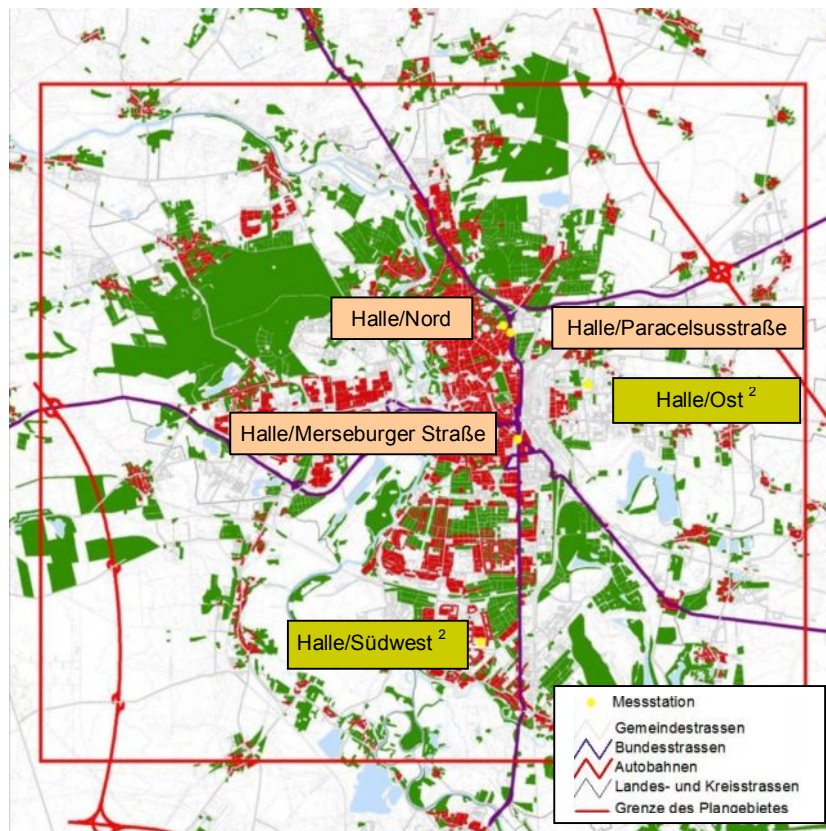 Halle/Nord
Halle/Paracelsusstraße
Halle/Ost ²
Halle/Merseburger Straße
Halle/Südwest ²
Messstation
Gemeindestrassen
Bundesstrassen
Autobahnen
Landes- und Kreisstrassen
Grenze des Plangebietes